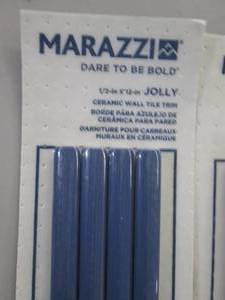 MARAZZI
DARE TO BE BOLD
1/2-in X 12-in JOLLY
CERAMIC WALL TILE TRIM
BORDE PARA AZULEJO DE
CERÁMICA PARA PARED
GARNITURE POUR CARREAUX
MURAUX EN CÉRAMIQUE